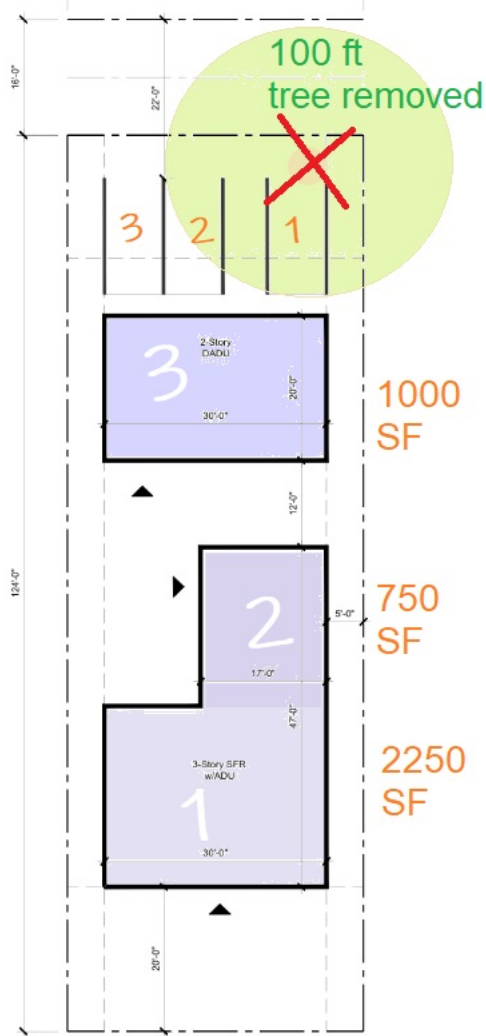 100 ft
tree removed
16'-0"
22'-0"
3 2 1
2-Story
DADU
3
20'-0"
30'-0"
1000
SF
12'-0"
124'-0"
2
750
SF
5'-0"
17'-0"
47'-0"
3-Story SFR
w/ADU
1
2250
SF
30'-0"
20'-0"